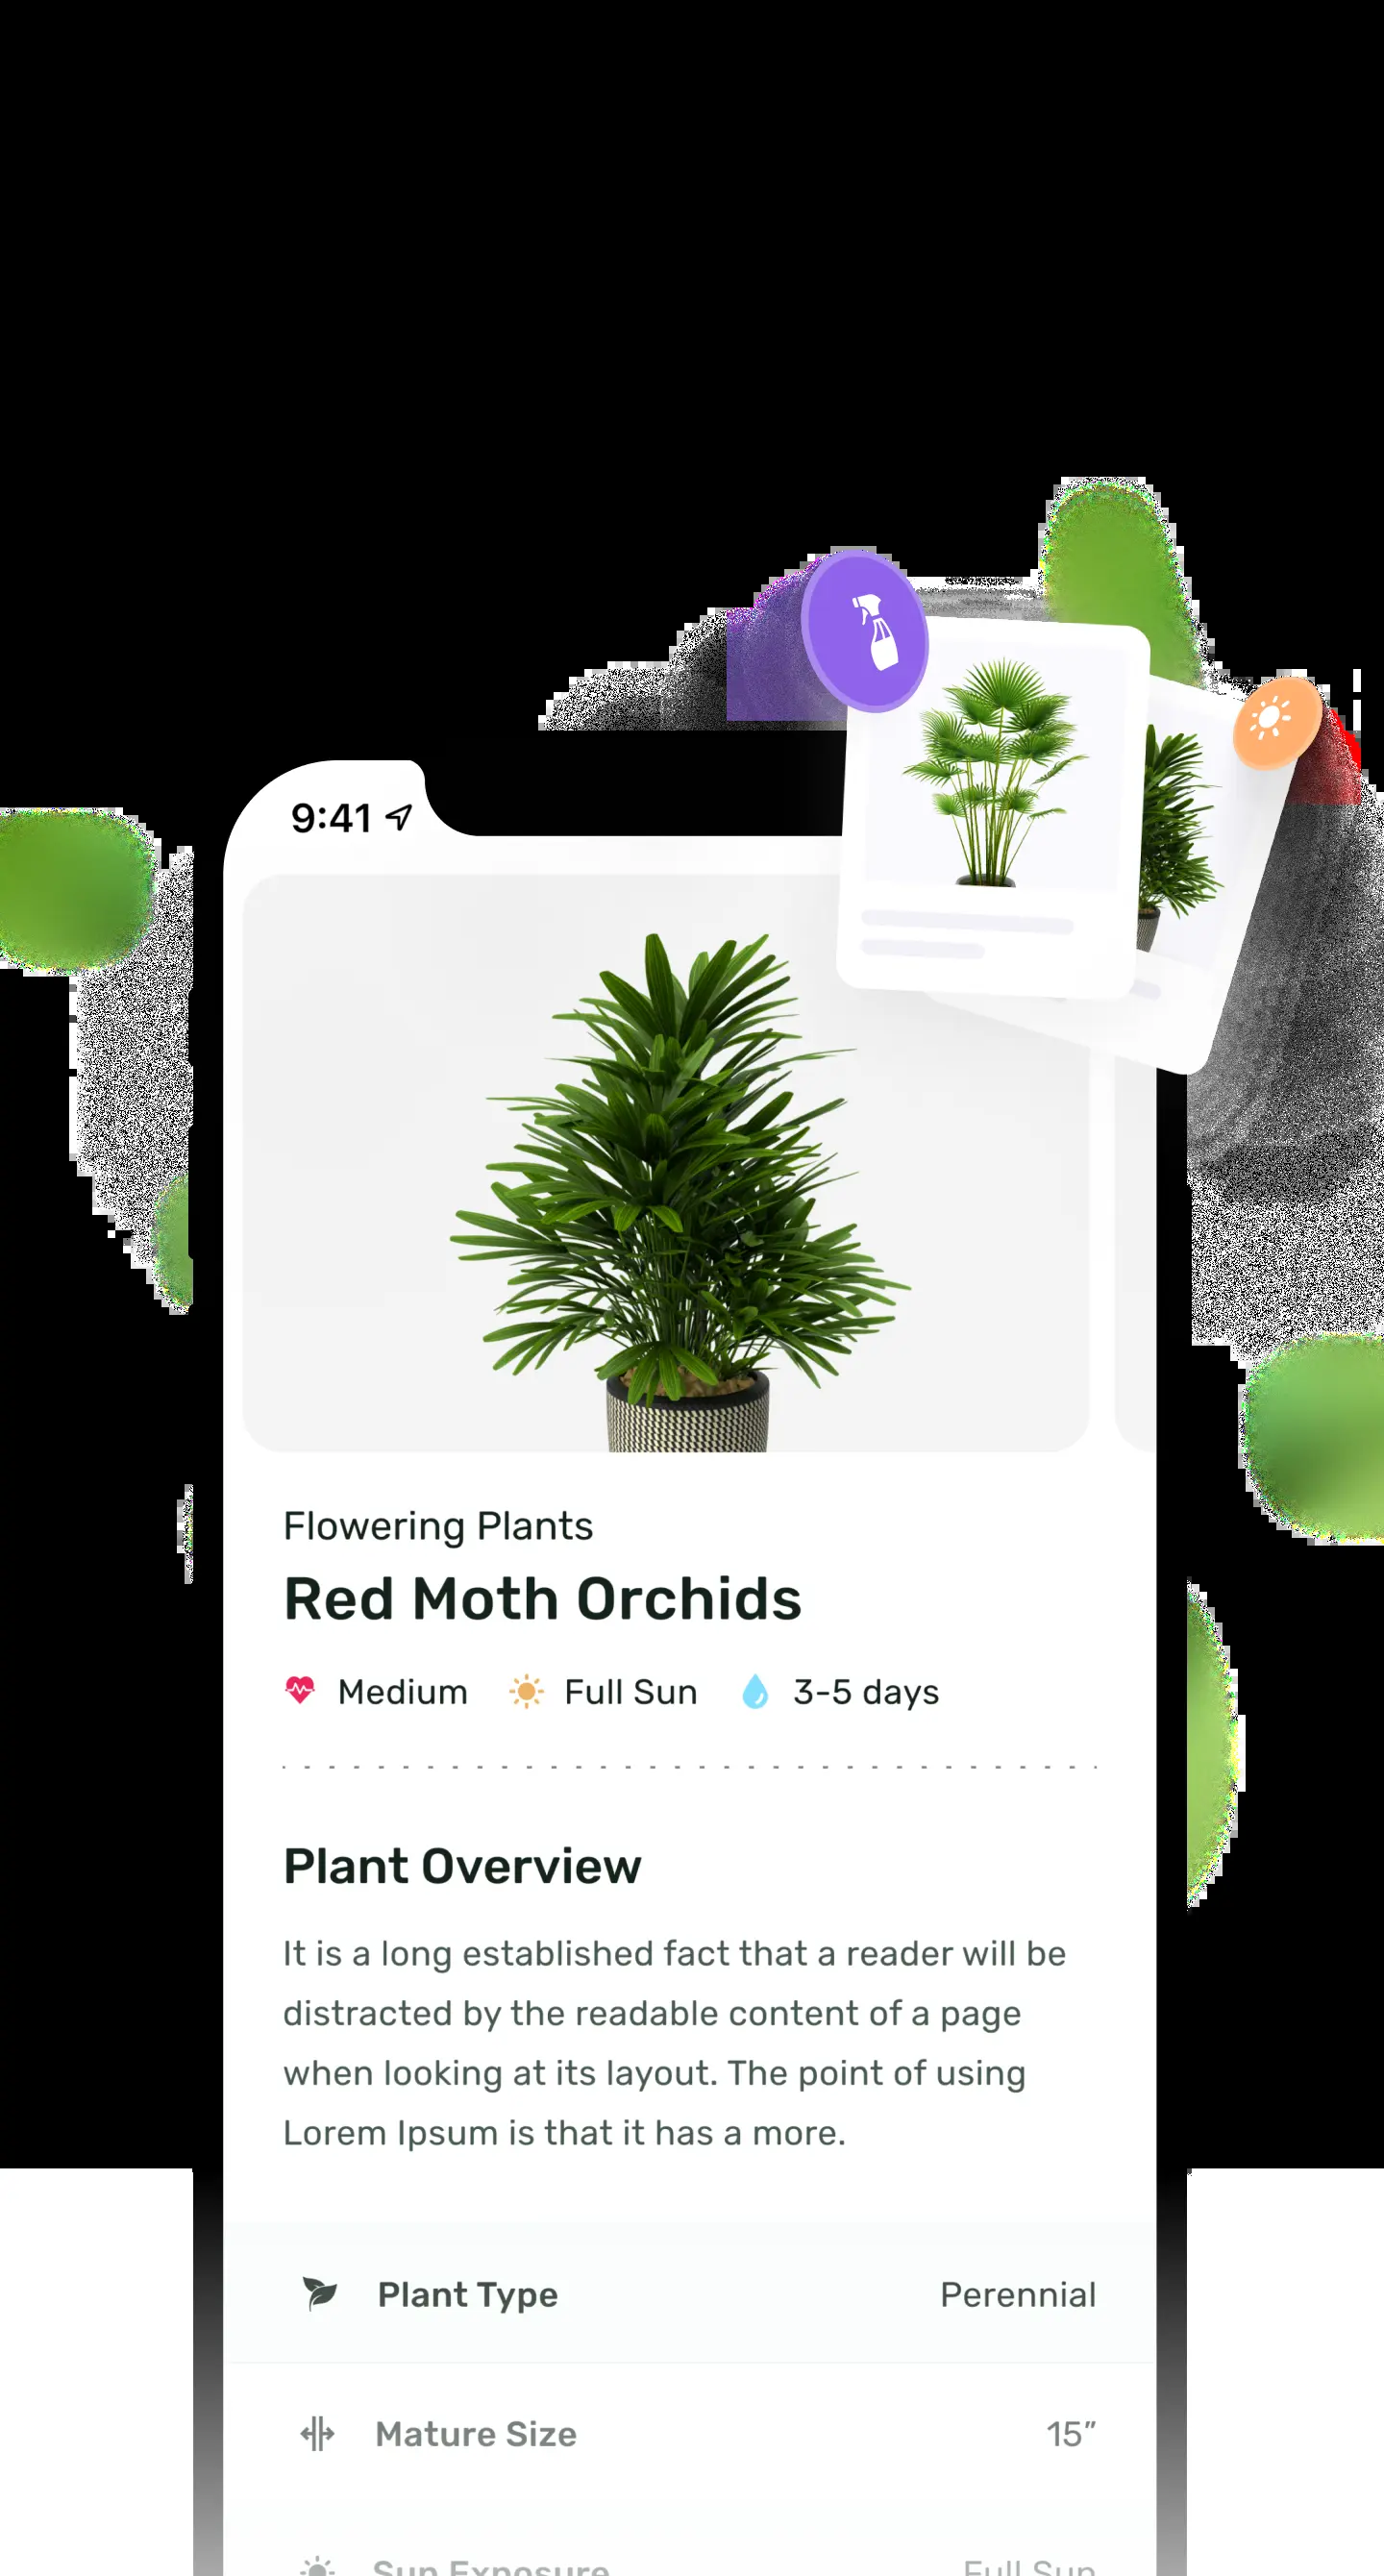 9:41
Flowering Plants
Red Moth Orchids
Medium Full Sun 3-5 days
Plant Overview
It is a long established fact that a reader will be
distracted by the readable content of a page
when looking at its layout. The point of using
Lorem Ipsum is that it has a more.
Plant Type Perennial
Mature Size 15”
Sun Exposure Full Sun